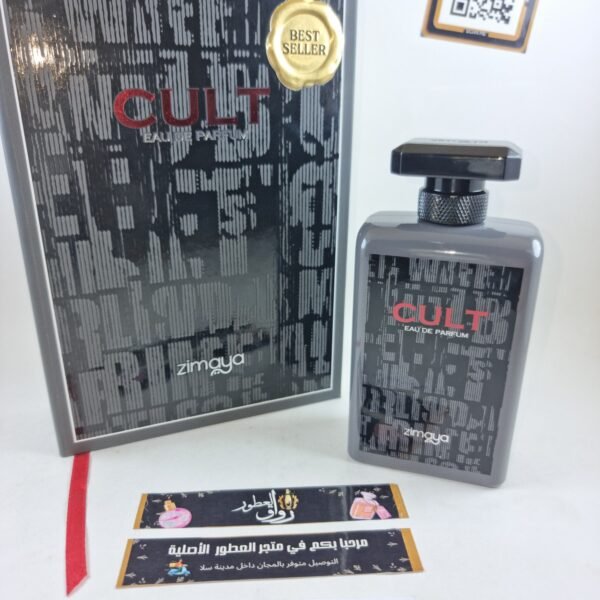 BEST
SELLER
CULT
EAU DE PARFUM
zimaya
CULT
EAU DE PARFUM
zimaya
رواق العطور
مرحبا بكم في متجر العطور الأصلية
التوصيل متوفر بالمجان داخل مدينة سلا